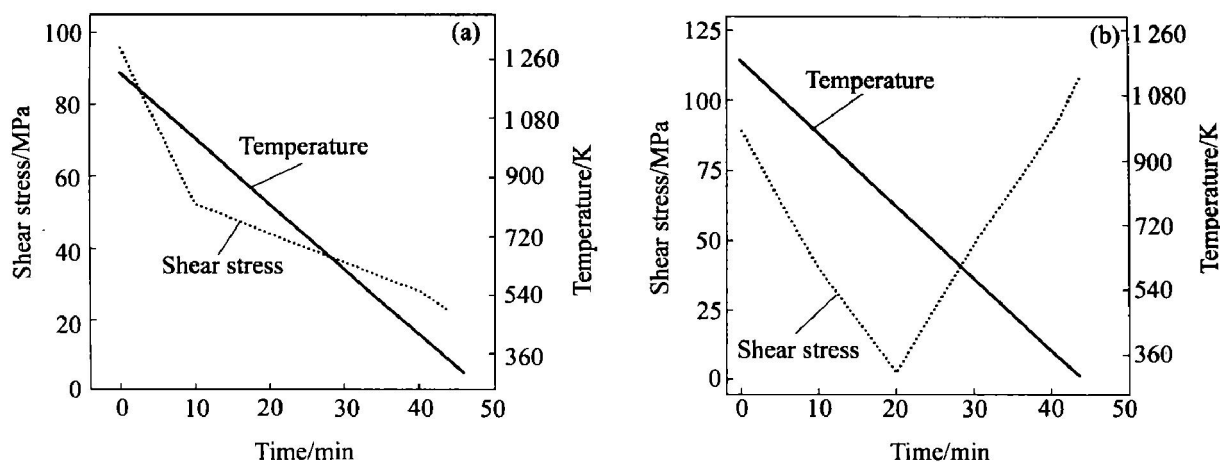 (a)
Shear stress/MPa
100
80
60
40
20
0
Temperature
Shear stress
1 260
1 080
900
720
540
360
Temperature/K
0 10 20 30 40 50
Time/min
(b)
Shear stress/MPa
125
100
75
50
25
0
Temperature
Shear stress
1 260
1 080
900
720
540
360
Temperature/K
0 10 20 30 40 50
Time/min